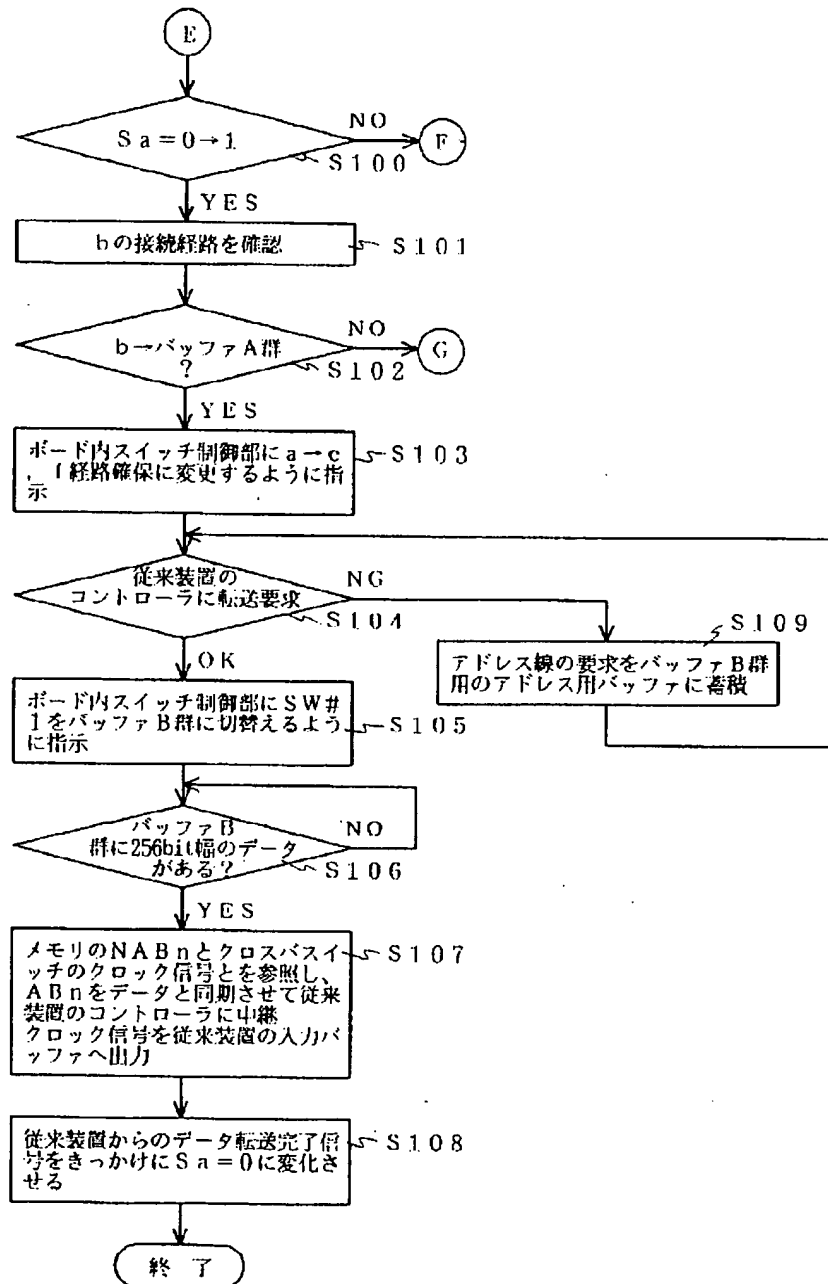 E
Sa=0→1
NO
F
S100
YES
bの接続経路を確認
S101
b→バッファA群
?
NO
G
S102
YES
ボード内スイッチ制御部にa→c
, f経路確保に変更するように指
示
S103
従来装置の
コントローラに転送要求
NG
S104
OK
S109
アドレス線の要求をバッファB群
用のアドレス用バッファに蓄積
ボード内スイッチ制御部にSW#
1をバッファB群に切替えるよう
に指示
S105
バッファB
群に256bit幅のデータ
がある?
NO
S106
YES
メモリのNABnとクロスバスイ
ッチのクロック信号とを参照し、
ABnをデータと同期させて従来
装置のコントローラに中継
クロック信号を従来装置の入力バ
ッファへ出力
S107
従来装置からのデータ転送完了信
号をきっかけにSa=0に変化さ
せる
S108
終了